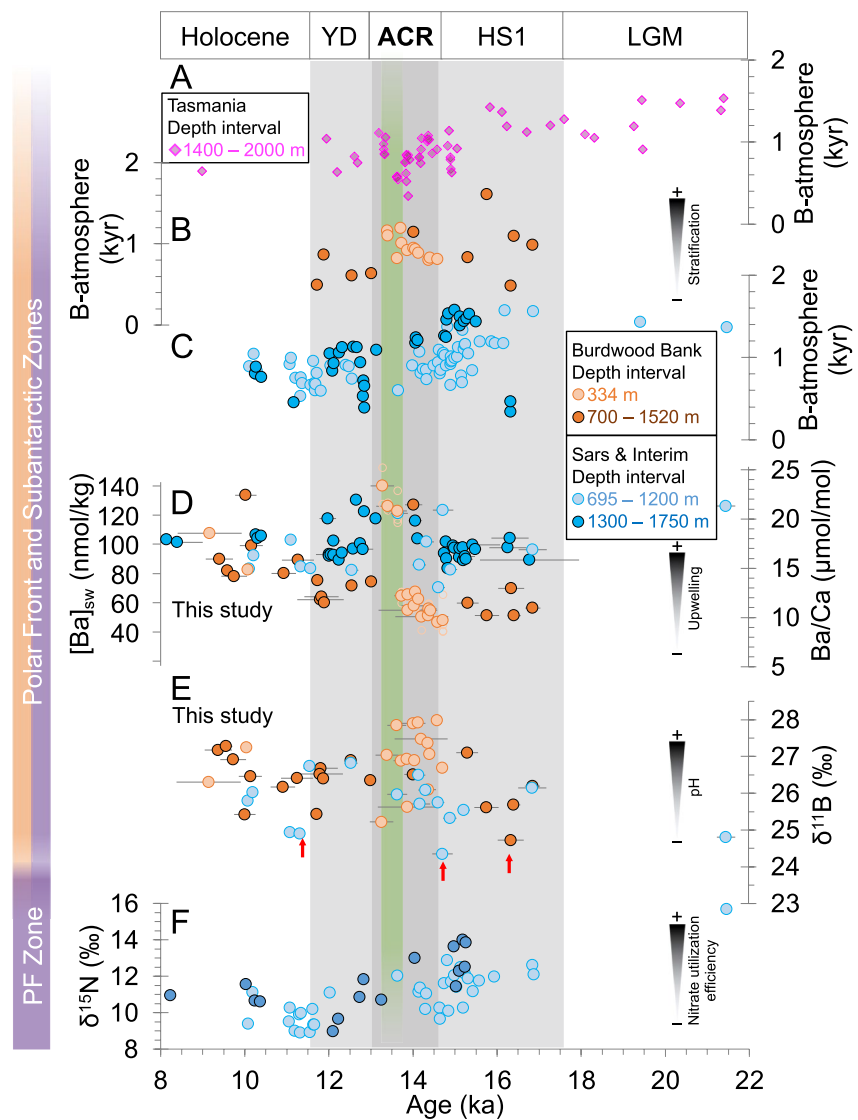 Holocene YD ACR HS1 LGM
A
Tasmania
Depth interval
1400 – 2000 m
2
1
0
B-atmosphere
(kyr)
B
2
1
0
B-atmosphere
(kyr)
+
Stratification
–
C
2
1
0
B-atmosphere
(kyr)
Burdwood Bank
Depth interval
334 m
700 – 1520 m
Sars & Interim
Depth interval
695 – 1200 m
1300 – 1750 m
D
140
120
100
80
60
40
[Ba]sw (nmol/kg)
This study
25
20
15
10
5
Ba/Ca (μmol/mol)
+
Upwelling
–
E
This study
28
27
26
25
24
23
δ11B (‰)
+
pH
–
F
16
14
12
10
8
δ15N (‰)
+
Nitrate utilization
efficiency
–
Polar Front and Subantarctic Zones
PF Zone
8 10 12 14 16 18 20 22
Age (ka)